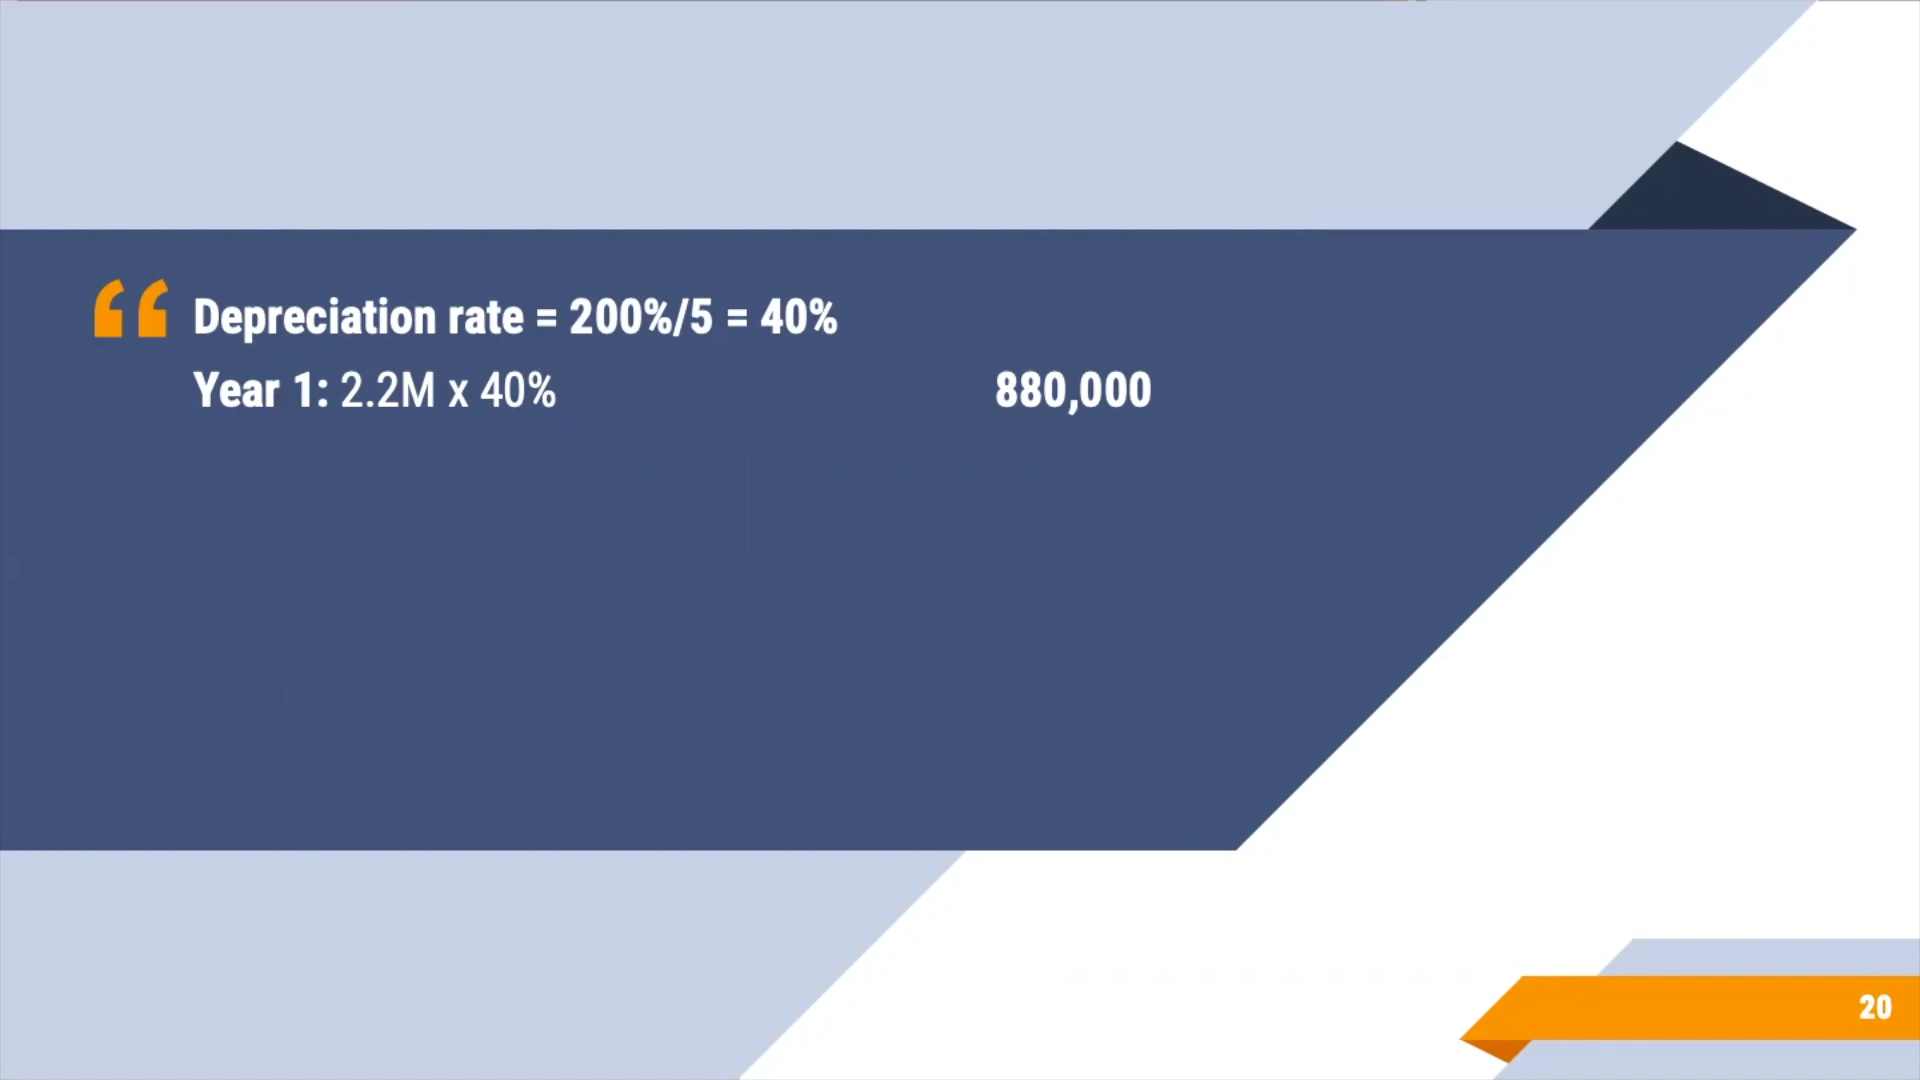 “ Depreciation rate = 200%/5 = 40%
Year 1: 2.2M x 40% 880,000
20